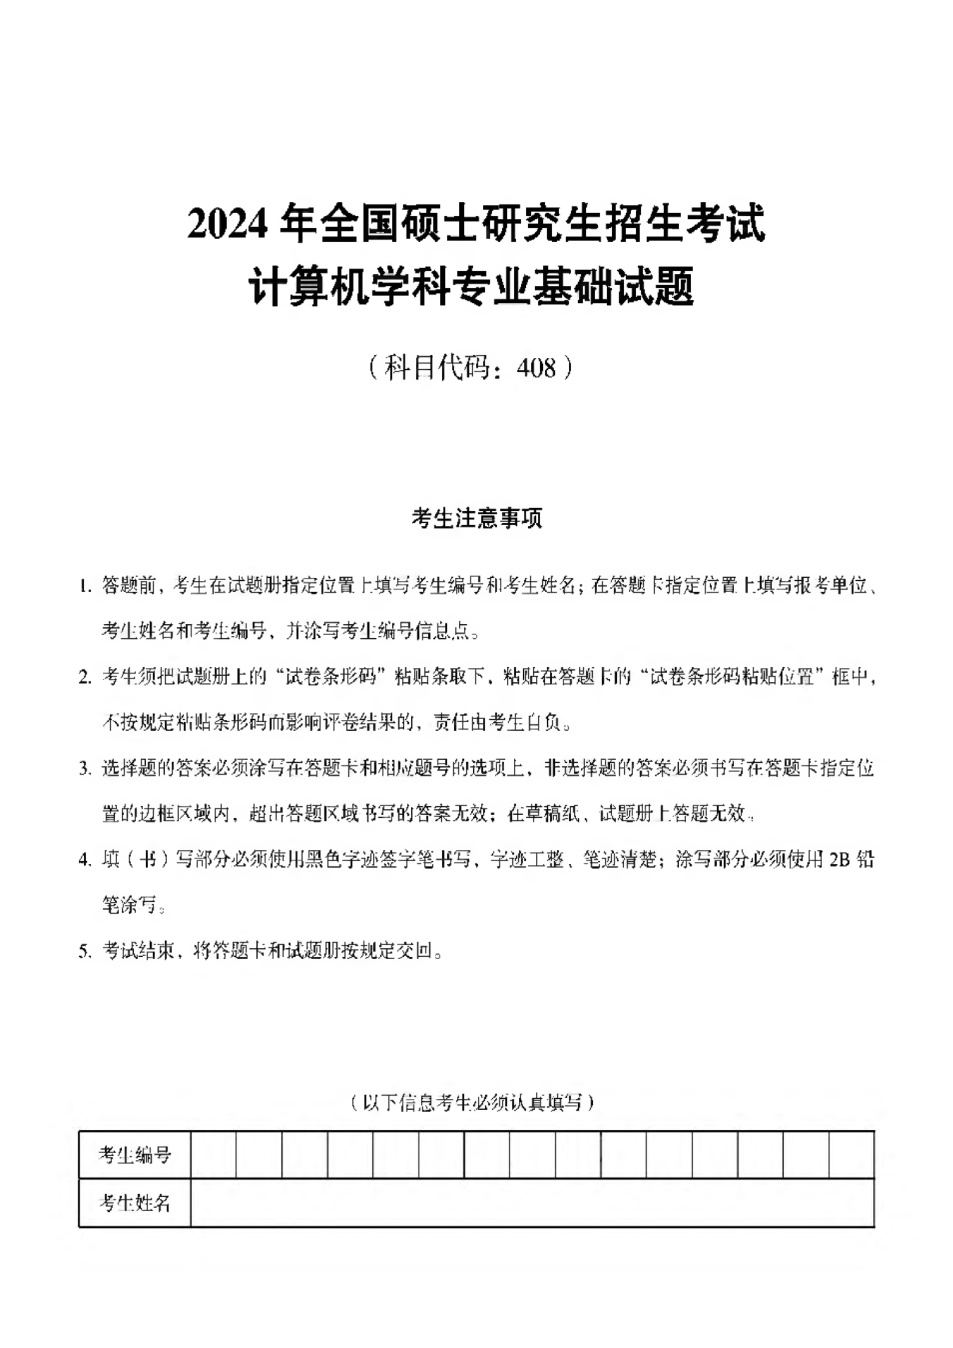 2024 年全国硕士研究生招生考试
计算机学科专业基础试题
（科目代码：408）
考生注意事项
1. 答题前，考生在试题册指定位置上填写考生编号和考生姓名；在答题卡指定位置上填写报考单位、
考生姓名和考生编号，并涂写考生编号信息点。
2. 考生须把试题册上的“试卷条形码”粘贴条取下，粘贴在答题卡的“试卷条形码粘贴位置”框中，
不按规定粘贴条形码而影响评卷结果的，责任由考生自负。
3. 选择题的答案必须涂写在答题卡和相应题号的选项上，非选择题的答案必须书写在答题卡指定位
置的边框区域内，超出答题区域书写的答案无效；在草稿纸、试题册上答题无效。
4. 填（书）写部分必须使用黑色字迹签字笔书写，字迹工整、笔迹清楚；涂写部分必须使用 2B 铅
笔涂写。
5. 考试结束，将答题卡和试题册按规定交回。
（以下信息考生必须认真填写）
考生编号
考生姓名